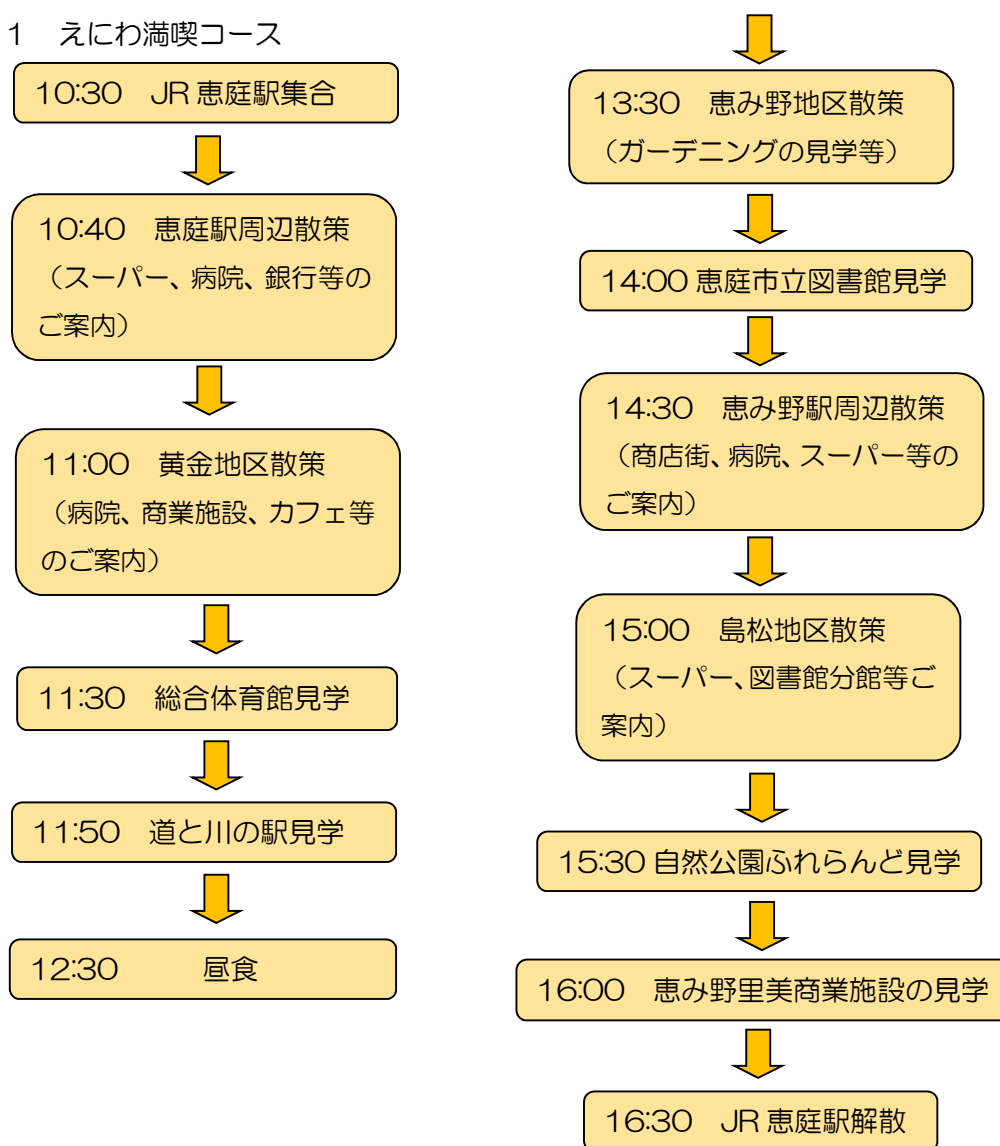 1 えにわ満喫コース
10:30 JR恵庭駅集合
10:40 恵庭駅周辺散策
（スーパー、病院、銀行等の
ご案内）
11:00 黄金地区散策
（病院、商業施設、カフェ等
のご案内）
11:30 総合体育館見学
11:50 道と川の駅見学
12:30 昼食
13:30 恵み野地区散策
（ガーデニングの見学等）
14:00 恵庭市立図書館見学
14:30 恵み野駅周辺散策
（商店街、病院、スーパー等の
ご案内）
15:00 島松地区散策
（スーパー、図書館分館等ご
案内）
15:30 自然公園ふれらんど見学
16:00 恵み野里美商業施設の見学
16:30 JR恵庭駅解散